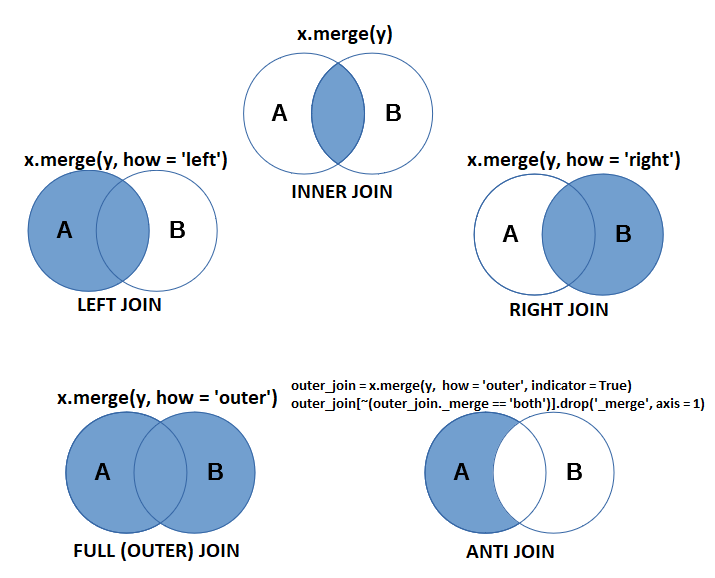 x.merge(y)
A
B
INNER JOIN
x.merge(y, how = 'left')
A
B
LEFT JOIN
x.merge(y, how = 'right')
A
B
RIGHT JOIN
x.merge(y, how = 'outer')
A
B
FULL (OUTER) JOIN
outer_join = x.merge(y, how = 'outer', indicator = True)
outer_join[~(outer_join._merge == 'both')].drop('_merge', axis = 1)
A
B
ANTI JOIN